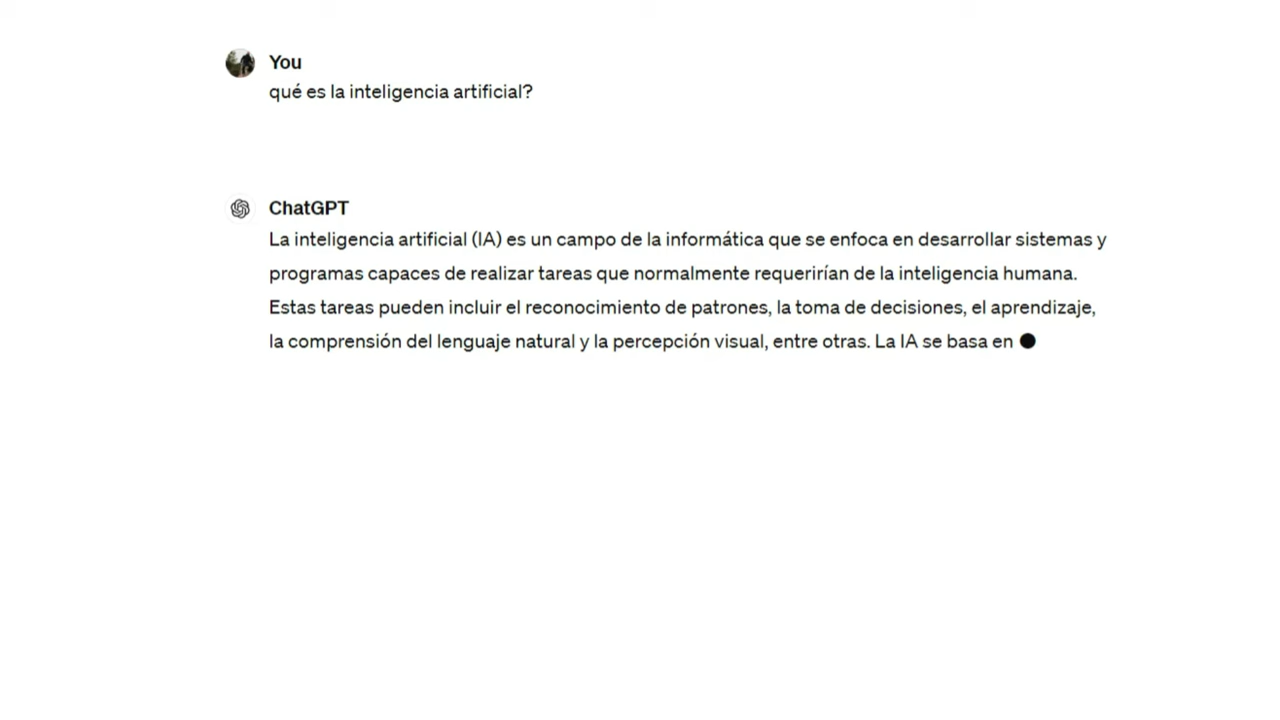 You
qué es la inteligencia artificial?
ChatGPT
La inteligencia artificial (IA) es un campo de la informática que se enfoca en desarrollar sistemas y
programas capaces de realizar tareas que normalmente requerirían de la inteligencia humana.
Estas tareas pueden incluir el reconocimiento de patrones, la toma de decisiones, el aprendizaje,
la comprensión del lenguaje natural y la percepción visual, entre otras. La IA se basa en